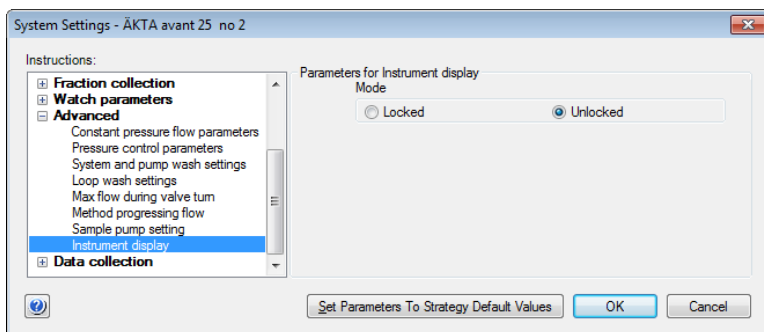 System Settings - ÄKTA avant 25 no 2
Instructions:
Fraction collection
Watch parameters
Advanced
Constant pressure flow parameters
Pressure control parameters
System and pump wash settings
Loop wash settings
Max flow during valve turn
Method progressing flow
Sample pump setting
Instrument display
Data collection
Parameters for Instrument display
Mode
Locked Unlocked
Set Parameters To Strategy Default Values OK Cancel